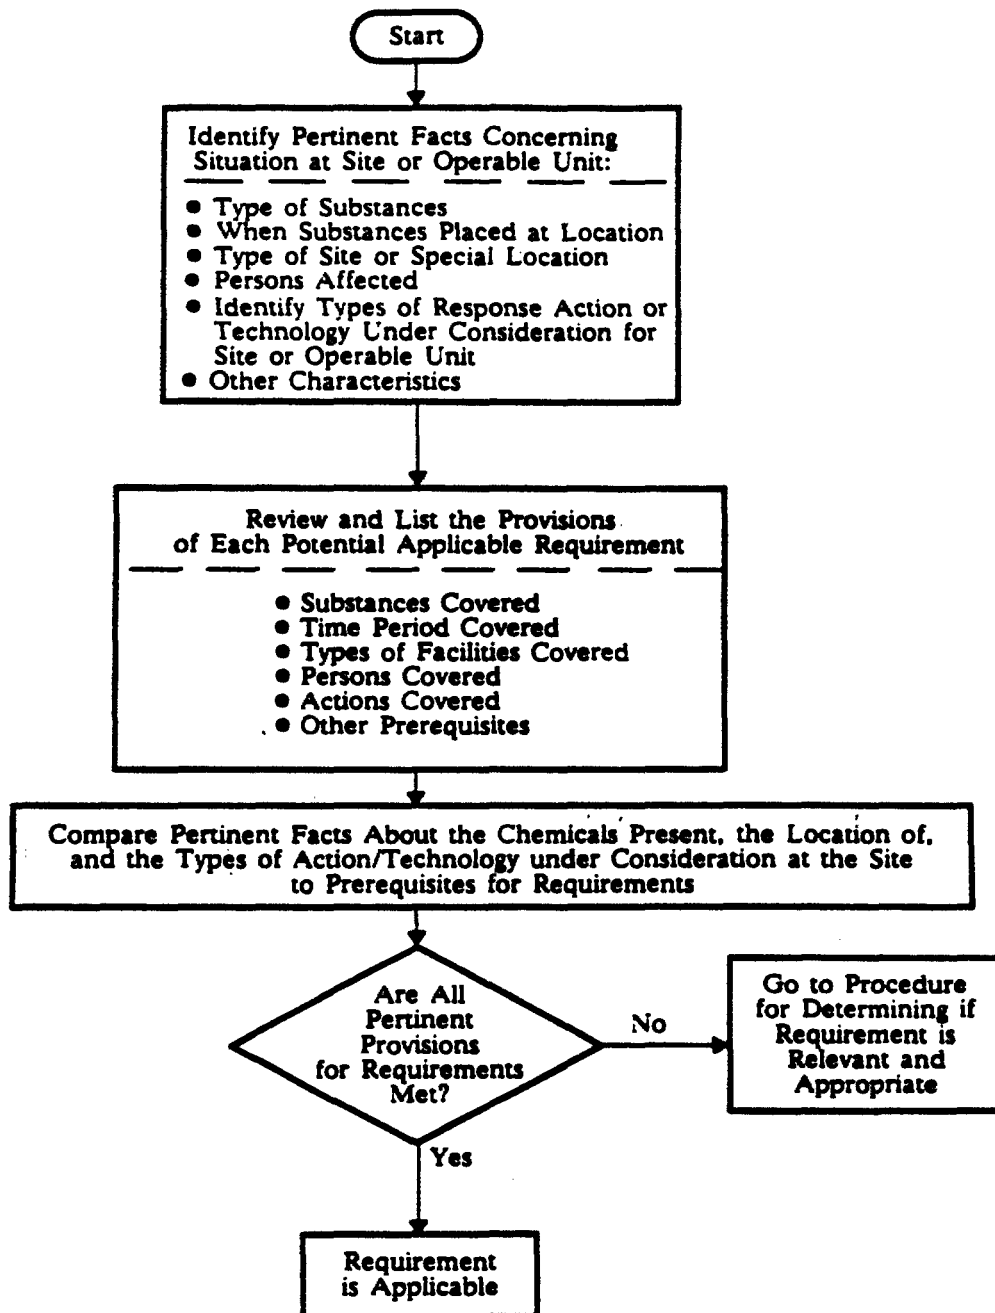 Start
Identify Pertinent Facts Concerning
Situation at Site or Operable Unit:
● Type of Substances
● When Substances Placed at Location
● Type of Site or Special Location
● Persons Affected
● Identify Types of Response Action or
Technology Under Consideration for
Site or Operable Unit
● Other Characteristics
Review and List the Provisions
of Each Potential Applicable Requirement
● Substances Covered
● Time Period Covered
● Types of Facilities Covered
● Persons Covered
● Actions Covered
● Other Prerequisites
Compare Pertinent Facts About the Chemicals Present, the Location of,
and the Types of Action/Technology under Consideration at the Site
to Prerequisites for Requirements
Are All
Pertinent
Provisions
for Requirements
Met?
No
Go to Procedure
for Determining if
Requirement is
Relevant and
Appropriate
Yes
Requirement
is Applicable